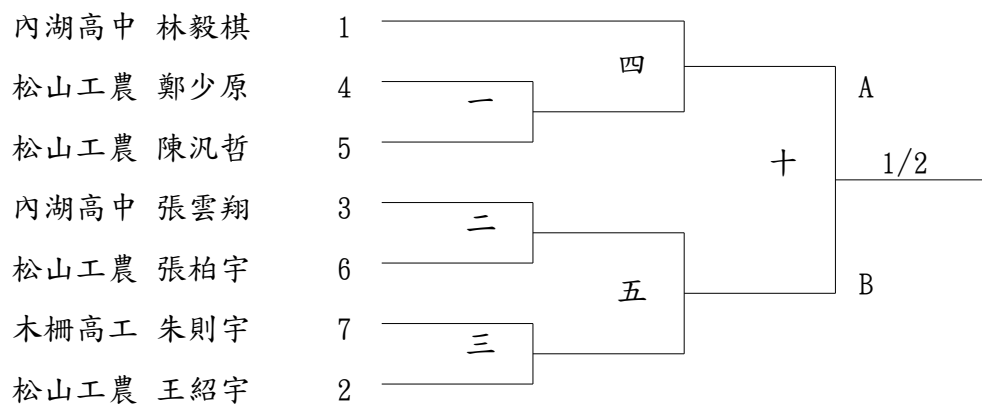 內湖高中 林毅棋 1
四
松山工農 鄭少原 4 A
一
松山工農 陳汎哲 5
十 1/2
內湖高中 張雲翔 3
二
松山工農 張柏宇 6 B
五
木柵高工 朱則宇 7
三
松山工農 王紹宇 2